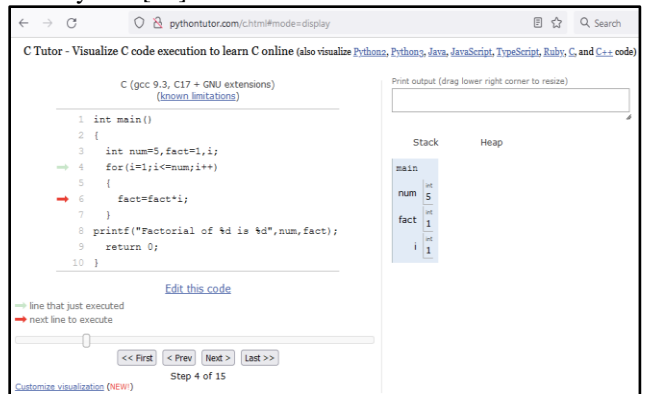 pythontutor.com/c.html#mode=display
Search
C Tutor - Visualize C code execution to learn C online (also visualize Python2, Python3, Java, JavaScript, TypeScript, Ruby, C, and C++ code)
C (gcc 9.3, C17 + GNU extensions)
(known limitations)
1 int main()
2 {
3 int num=5,fact=1,i;
4 for(i=1;i<=num;i++)
5 {
6 fact=fact*i;
7 }
8 printf("Factorial of %d is %d",num,fact);
9 return 0;
10 }
Edit this code
line that just executed
next line to execute
<< First
< Prev
Next >
Last >>
Step 4 of 15
Customize visualization (NEW!)
Print output (drag lower right corner to resize)
Stack
Heap
main
num int 5
fact int 1
i int 1